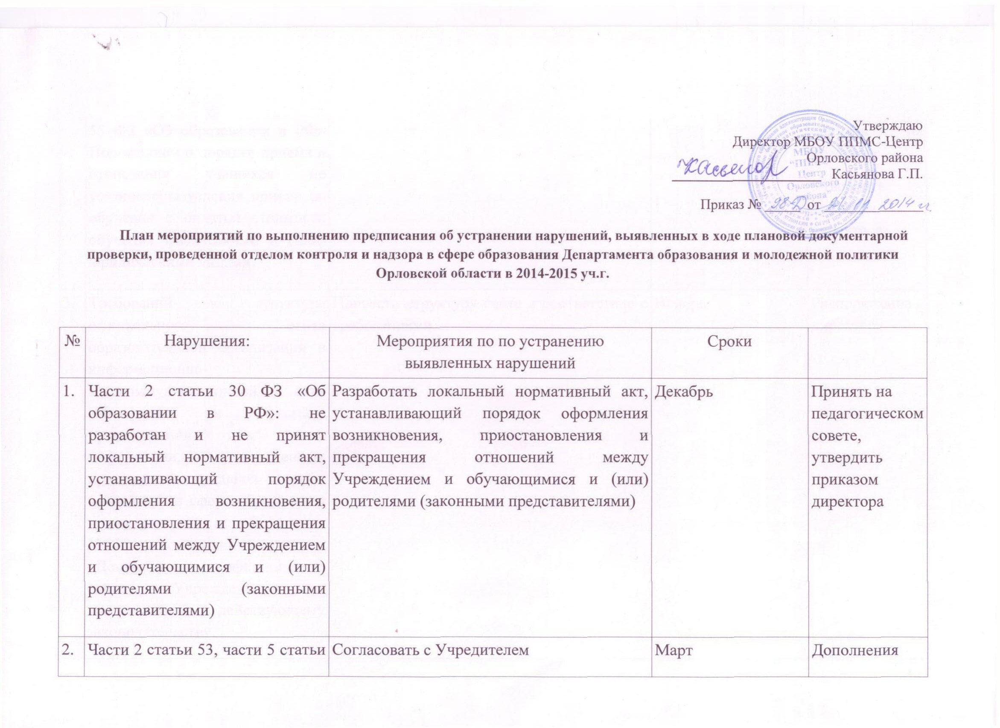 Утверждаю
Директор МБОУ ППМС-Центр
Орловского района
Касьянова Г.П.
МБОУ
Центр
Орловского
района"
Приказ № 98-Д от 21.11. 2014 г.
План мероприятий по выполнению предписания об устранении нарушений, выявленных в ходе плановой документарной
проверки, проведенной отделом контроля и надзора в сфере образования Департамента образования и молодежной политики
Орловской области в 2014-2015 уч.г.
№ Нарушения: Мероприятия по по устранению Сроки
выявленных нарушений
1. Части 2 статьи 30 ФЗ «Об Разработать локальный нормативный акт, Декабрь Принять на
образовании в РФ»: не устанавливающий порядок оформления педагогическом
разработан и не принят возникновения, приостановления и совете,
локальный нормативный акт, прекращения отношений между утвердить
устанавливающий порядок Учреждением и обучающимися и (или) приказом
оформления возникновения, родителями (законными представителями) директора
приостановления и прекращения
отношений между Учреждением
и обучающимися и (или)
родителями (законными
представителями)
2. Части 2 статьи 53, части 5 статьи Согласовать с Учредителем Март Дополнения